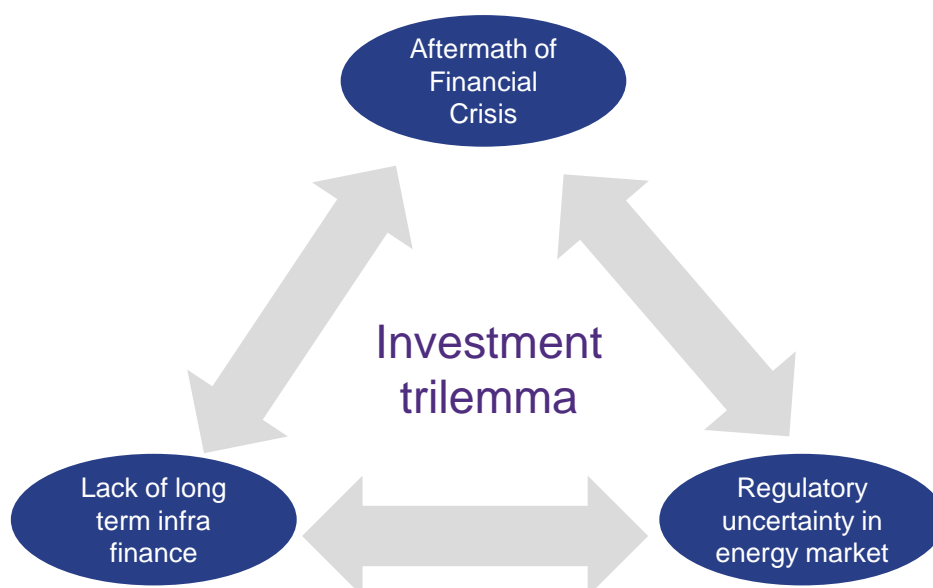 Aftermath of
Financial
Crisis
Investment
trilemma
Lack of long
term infra
finance
Regulatory
uncertainty in
energy market